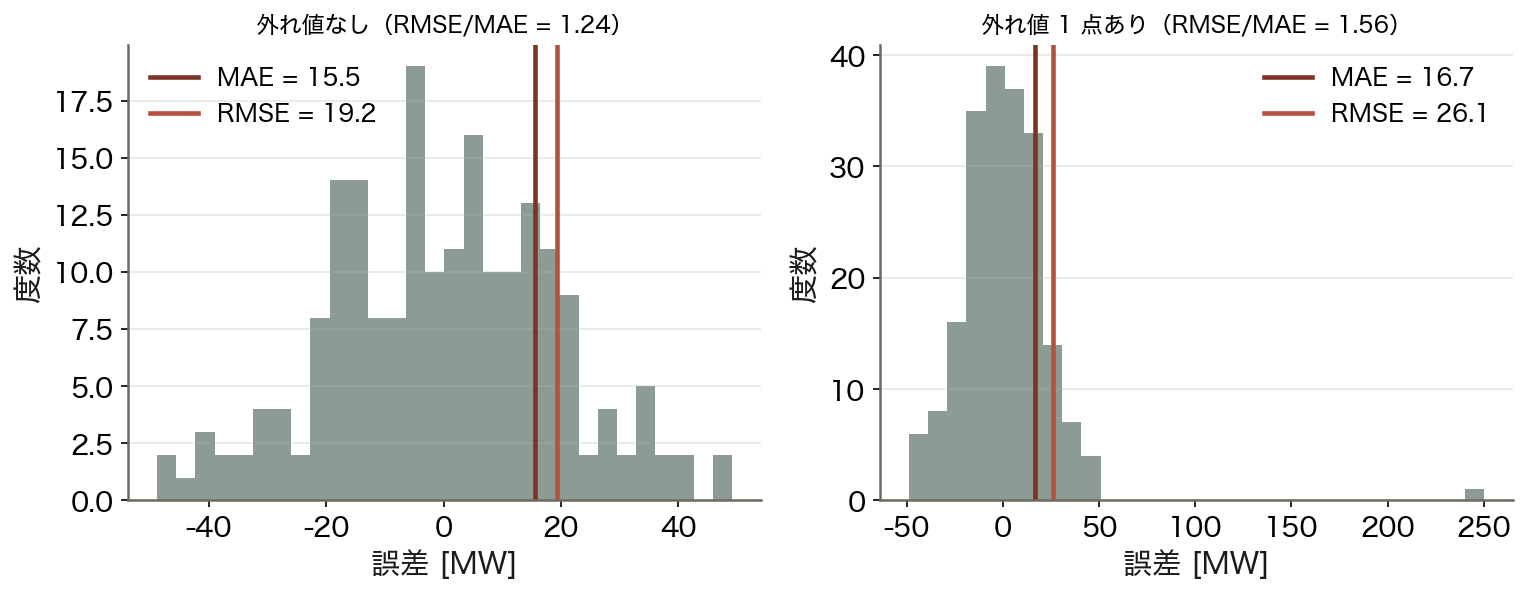 外れ値なし（RMSE/MAE = 1.24）
MAE = 15.5
RMSE = 19.2
度数
17.5
15.0
12.5
10.0
7.5
5.0
2.5
0.0
-40 -20 0 20 40
誤差 [MW]
外れ値 1 点あり（RMSE/MAE = 1.56）
MAE = 16.7
RMSE = 26.1
度数
40
30
20
10
0
-50 0 50 100 150 200 250
誤差 [MW]